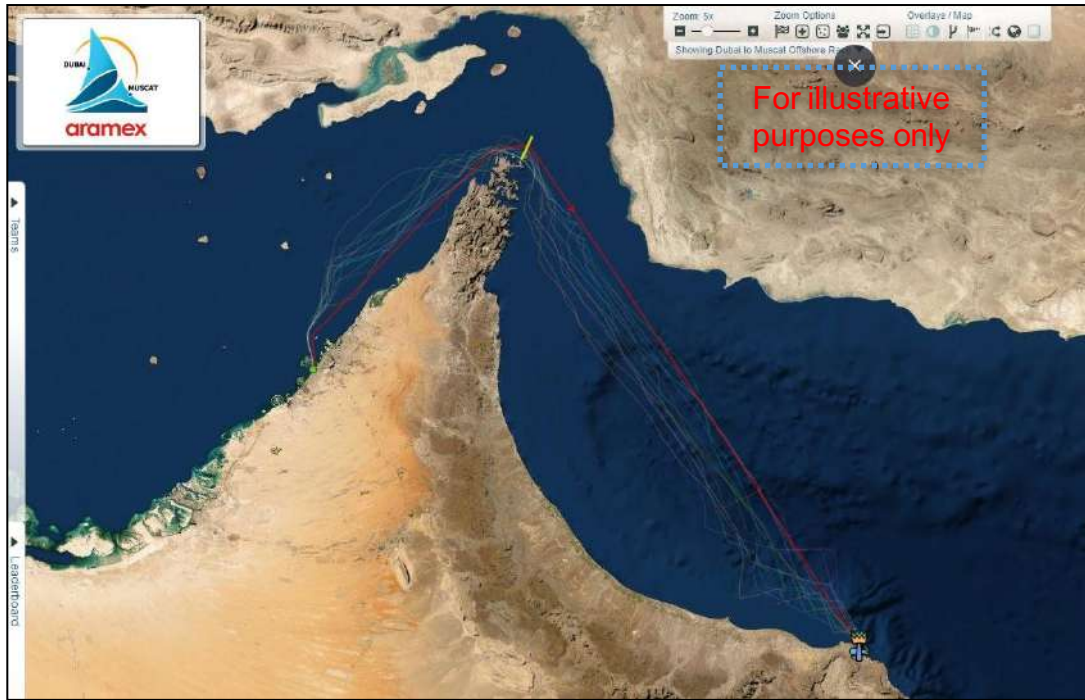 Zoom: 5x
Zoom Options
Overlays / Map
Showing Dubai to Muscat Offshore Ra
DUBAI
MUSCAT
aramex
For illustrative
purposes only
Teams
Leaderboard